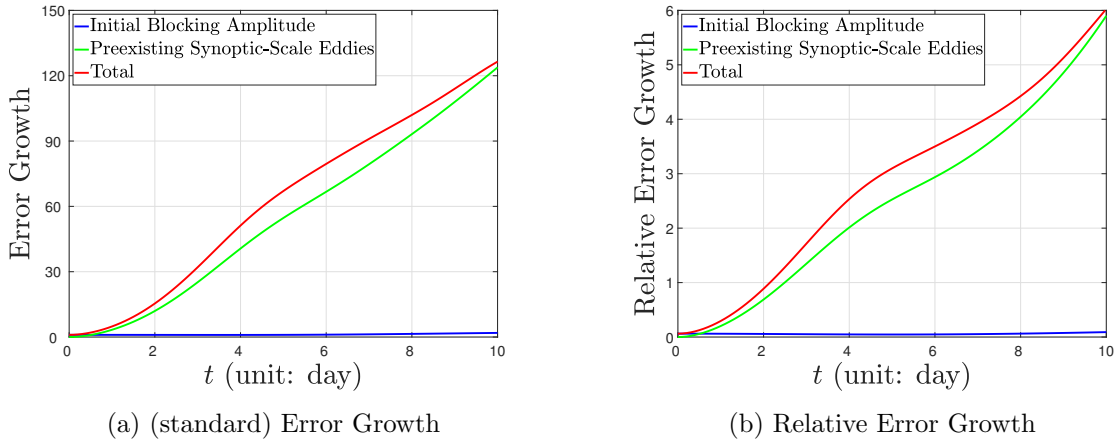 150
120
90
60
30
0
Error Growth
Initial Blocking Amplitude
Preexisting Synoptic-Scale Eddies
Total
0 2 4 6 8 10
t (unit: day)
(a) (standard) Error Growth
6
5
4
3
2
1
0
Relative Error Growth
Initial Blocking Amplitude
Preexisting Synoptic-Scale Eddies
Total
0 2 4 6 8 10
t (unit: day)
(b) Relative Error Growth